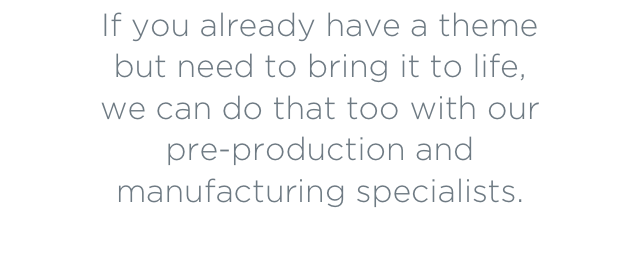 If you already have a theme
but need to bring it to life,
we can do that too with our
pre-production and
manufacturing specialists.